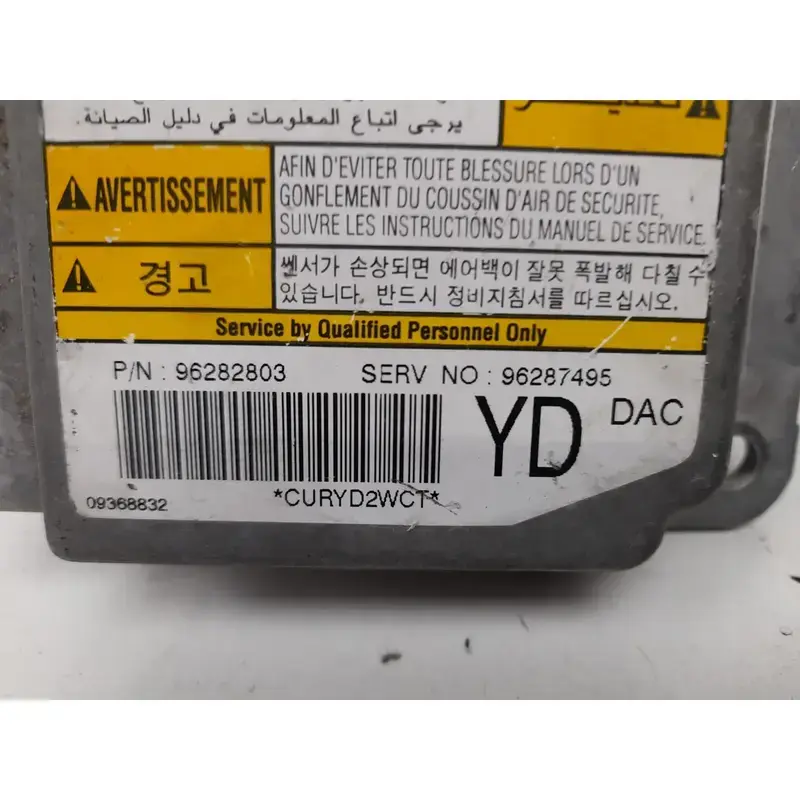 يرجى اتباع المعلومات في دليل الصيانة.
AVERTISSEMENT
AFIN D'EVITER TOUTE BLESSURE LORS D'UN
GONFLEMENT DU COUSSIN D'AIR DE SECURITE,
SUIVRE LES INSTRUCTIONS DU MANUEL DE SERVICE.
경고
쎈서가 손상되면 에어백이 잘못 폭발해 다칠 수
있습니다. 반드시 정비지침서를 따르십시오.
Service by Qualified Personnel Only
P/N : 96282803 SERV NO : 96287495
YD DAC
*CURYD2WCT*
09368832